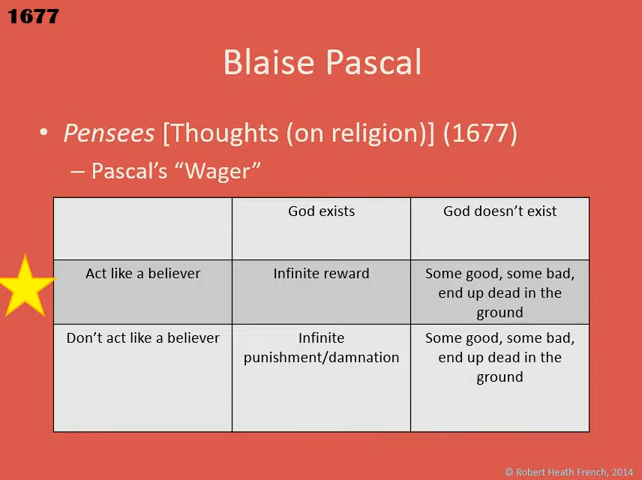 1677
Blaise Pascal
• Pensees [Thoughts (on religion)] (1677)
– Pascal's “Wager”
God exists
God doesn't exist
Act like a believer
Infinite reward
Some good, some bad,
end up dead in the
ground
Don't act like a believer
Infinite
punishment/damnation
Some good, some bad,
end up dead in the
ground
© Robert Heath French, 2014